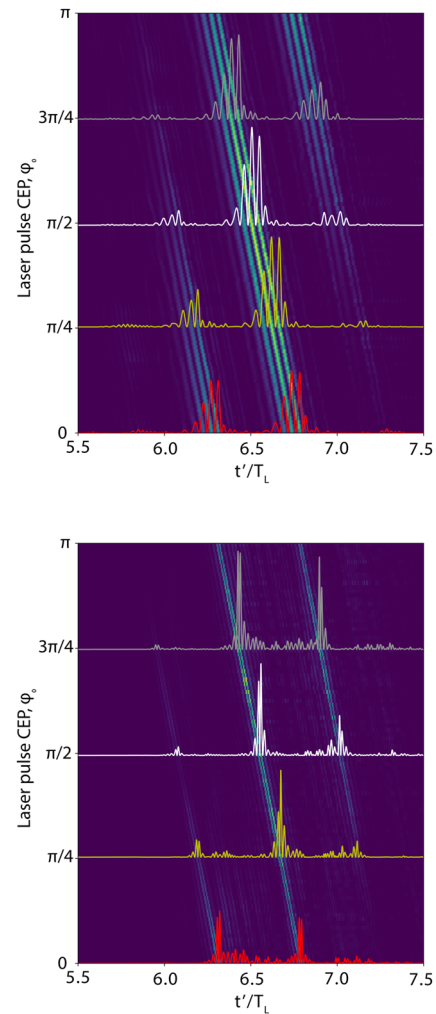 π
3π/4
π/2
π/4
0
Laser pulse CEP, φ₀
5.5 6.0 6.5 7.0 7.5
t'/T_L
π
3π/4
π/2
π/4
0
Laser pulse CEP, φ₀
5.5 6.0 6.5 7.0 7.5
t'/T_L